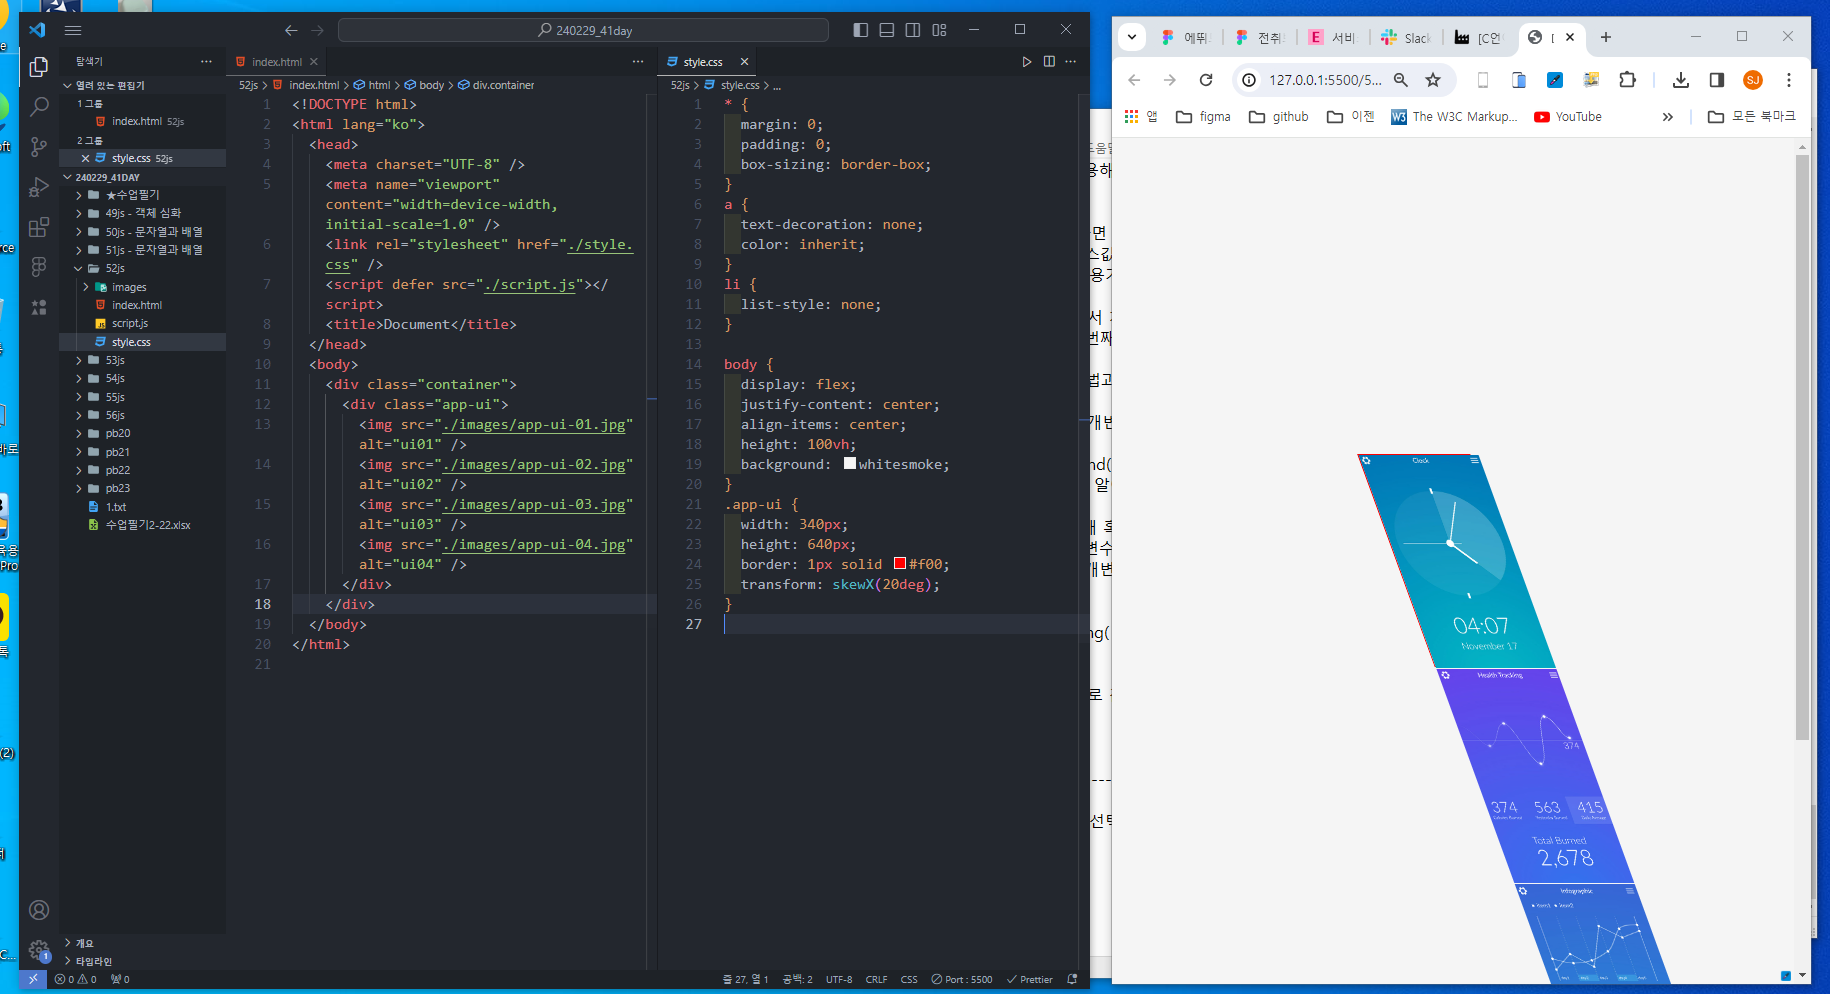 240229_41day
탐색기
열려 있는 편집기
1 그룹
index.html 52js
2 그룹
style.css 52js
240229_41DAY
★수업필기
49js - 객체 심화
50js - 문자열과 배열
51js - 문자열과 배열
52js
images
index.html
script.js
style.css
53js
54js
55js
56js
pb20
pb21
pb22
pb23
1.txt
수업필기2-22.xlsx
개요
타임라인
index.html
52js > index.html > html > body > div.container
1 <!DOCTYPE html>
2 <html lang="ko">
3 <head>
4 <meta charset="UTF-8" />
5 <meta name="viewport"
content="width=device-width,
initial-scale=1.0" />
6 <link rel="stylesheet" href="./style.
css" />
7 <script defer src="./script.js"></
script>
8 <title>Document</title>
9 </head>
10 <body>
11 <div class="container">
12 <div class="app-ui">
13 <img src="./images/app-ui-01.jpg"
alt="ui01" />
14 <img src="./images/app-ui-02.jpg"
alt="ui02" />
15 <img src="./images/app-ui-03.jpg"
alt="ui03" />
16 <img src="./images/app-ui-04.jpg"
alt="ui04" />
17 </div>
18 </div>
19 </body>
20 </html>
21
style.css
52js > style.css > ...
1 * {
2 margin: 0;
3 padding: 0;
4 box-sizing: border-box;
5 }
6 a {
7 text-decoration: none;
8 color: inherit;
9 }
10 li {
11 list-style: none;
12 }
13
14 body {
15 display: flex;
16 justify-content: center;
17 align-items: center;
18 height: 100vh;
19 background: whitesmoke;
20 }
21 .app-ui {
22 width: 340px;
23 height: 640px;
24 border: 1px solid #f00;
25 transform: skewX(20deg);
26 }
27
0 0 0
줄 27, 열 1 공백: 2 UTF-8 CRLF CSS Port : 5500 Prettier
에뛰 전취 서비 Slack [C언
127.0.0.1:5500/5...
SJ
앱 figma github 이젠 The W3C Markup... YouTube » 모든 북마크
Clock
04:07
November 17
Health Tracking
374
374 563 415
Total Burned
2,678
Infographic